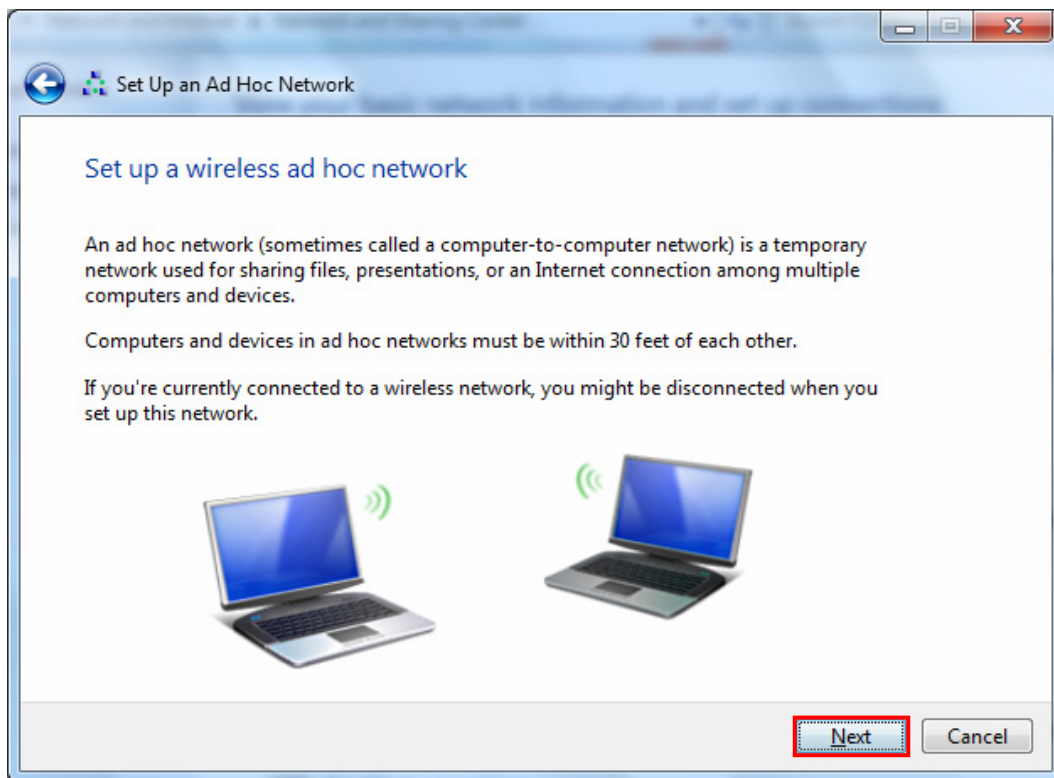 Set Up an Ad Hoc Network
Set up a wireless ad hoc network
An ad hoc network (sometimes called a computer-to-computer network) is a temporary
network used for sharing files, presentations, or an Internet connection among multiple
computers and devices.
Computers and devices in ad hoc networks must be within 30 feet of each other.
If you're currently connected to a wireless network, you might be disconnected when you
set up this network.
Next Cancel